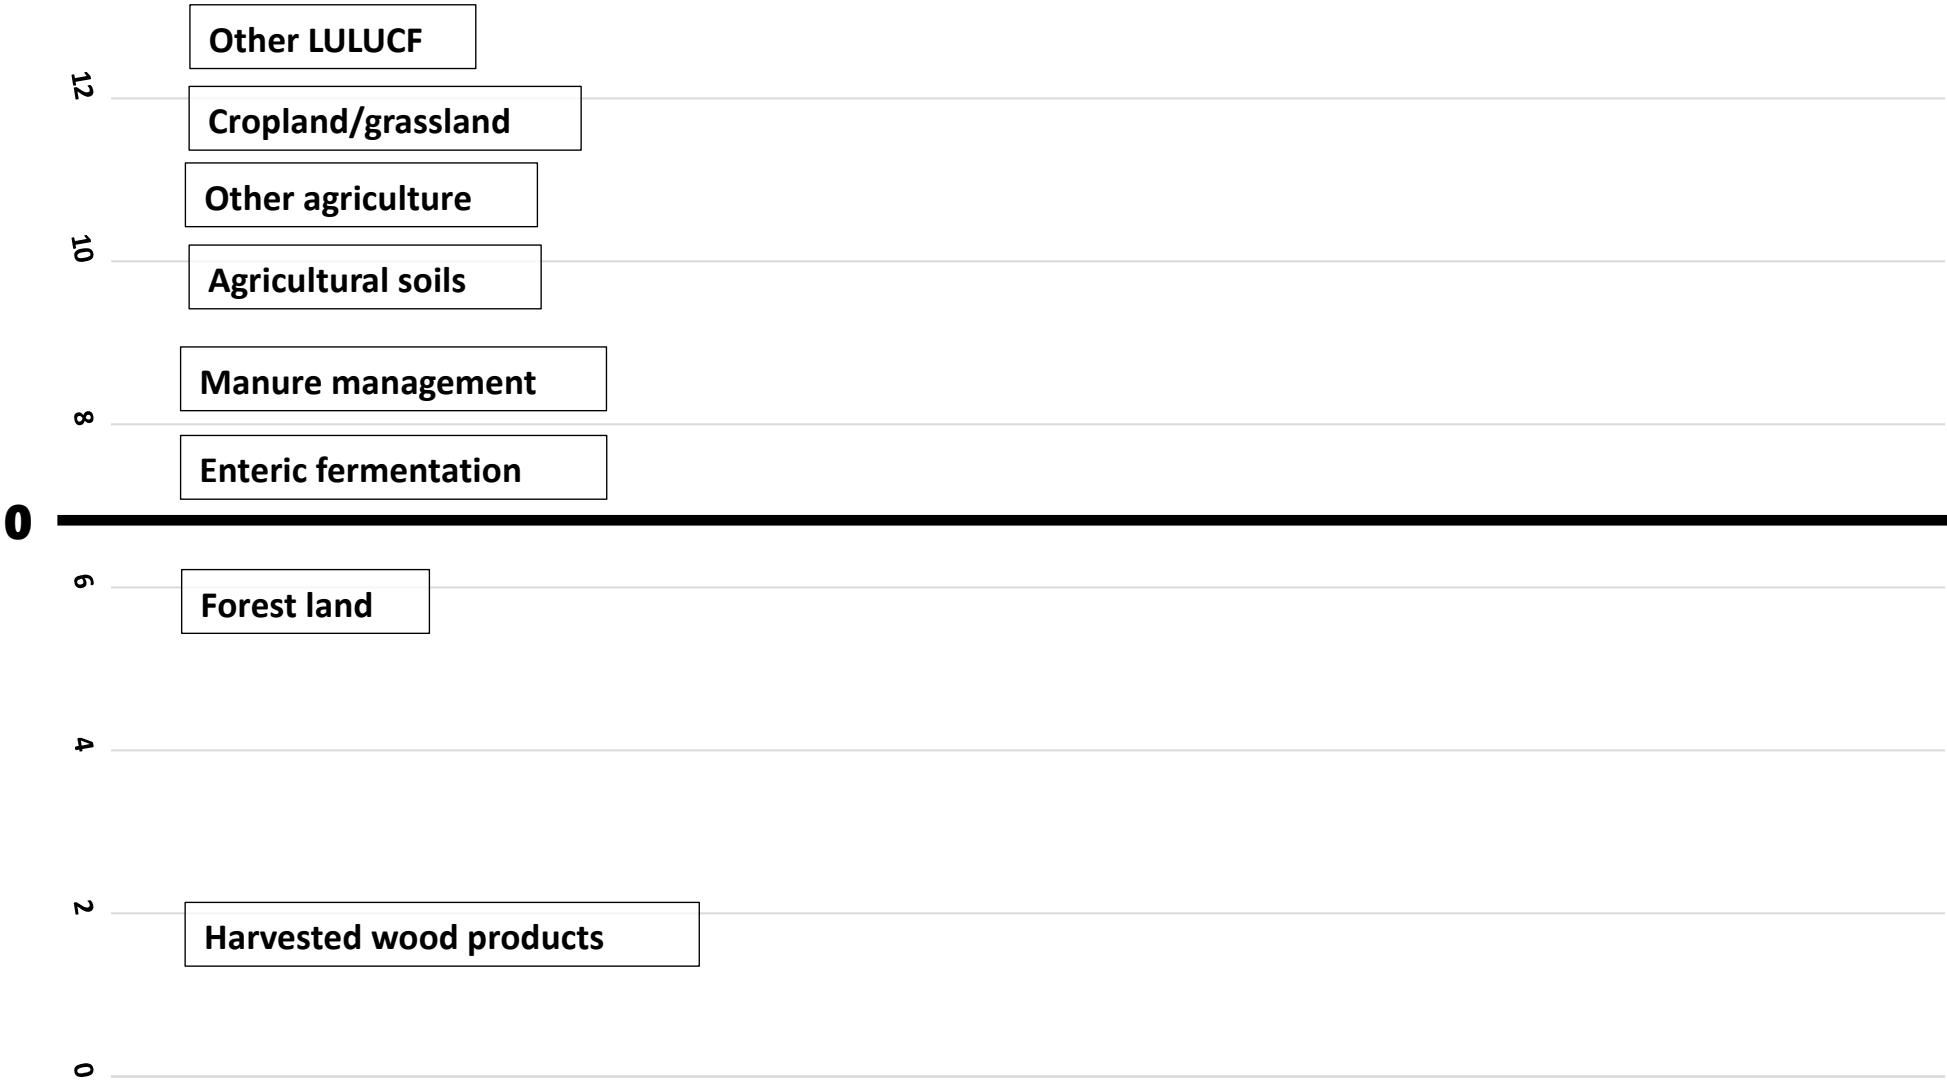 Other LULUCF
12
Cropland/grassland
Other agriculture
10
Agricultural soils
Manure management
8
Enteric fermentation
0
6
Forest land
4
2
Harvested wood products
0